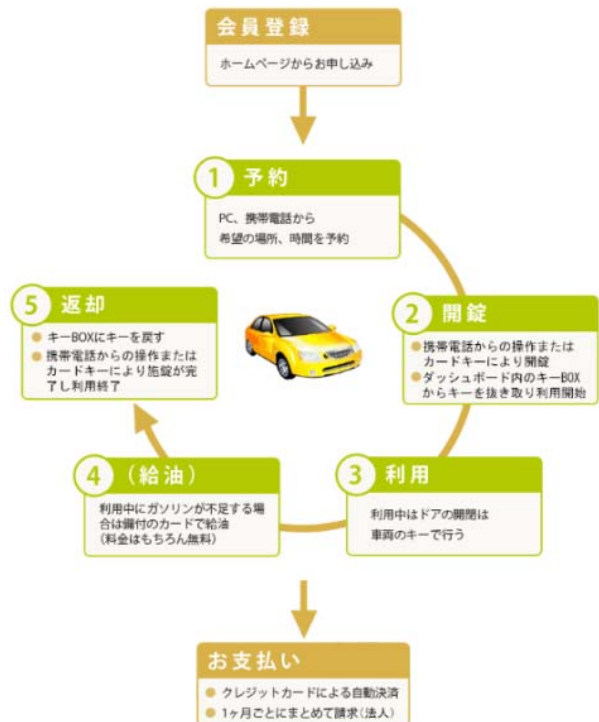 会員登録
ホームページからお申し込み
1 予約
PC、携帯電話から
希望の場所、時間を予約
2 開錠
●携帯電話からの操作または
カードキーにより開錠
●ダッシュボード内のキーBOX
からキーを抜き取り利用開始
3 利用
利用中はドアの開閉は
車両のキーで行う
4 (給油)
利用中にガソリンが不足する場
合は備付のカードで給油
(料金はもちろん無料)
5 返却
● キーBOXにキーを戻す
● 携帯電話からの操作または
カードキーにより施錠が完
了し利用終了
お支払い
● クレジットカードによる自動決済
● 1ヶ月ごとにまとめて請求(法人)